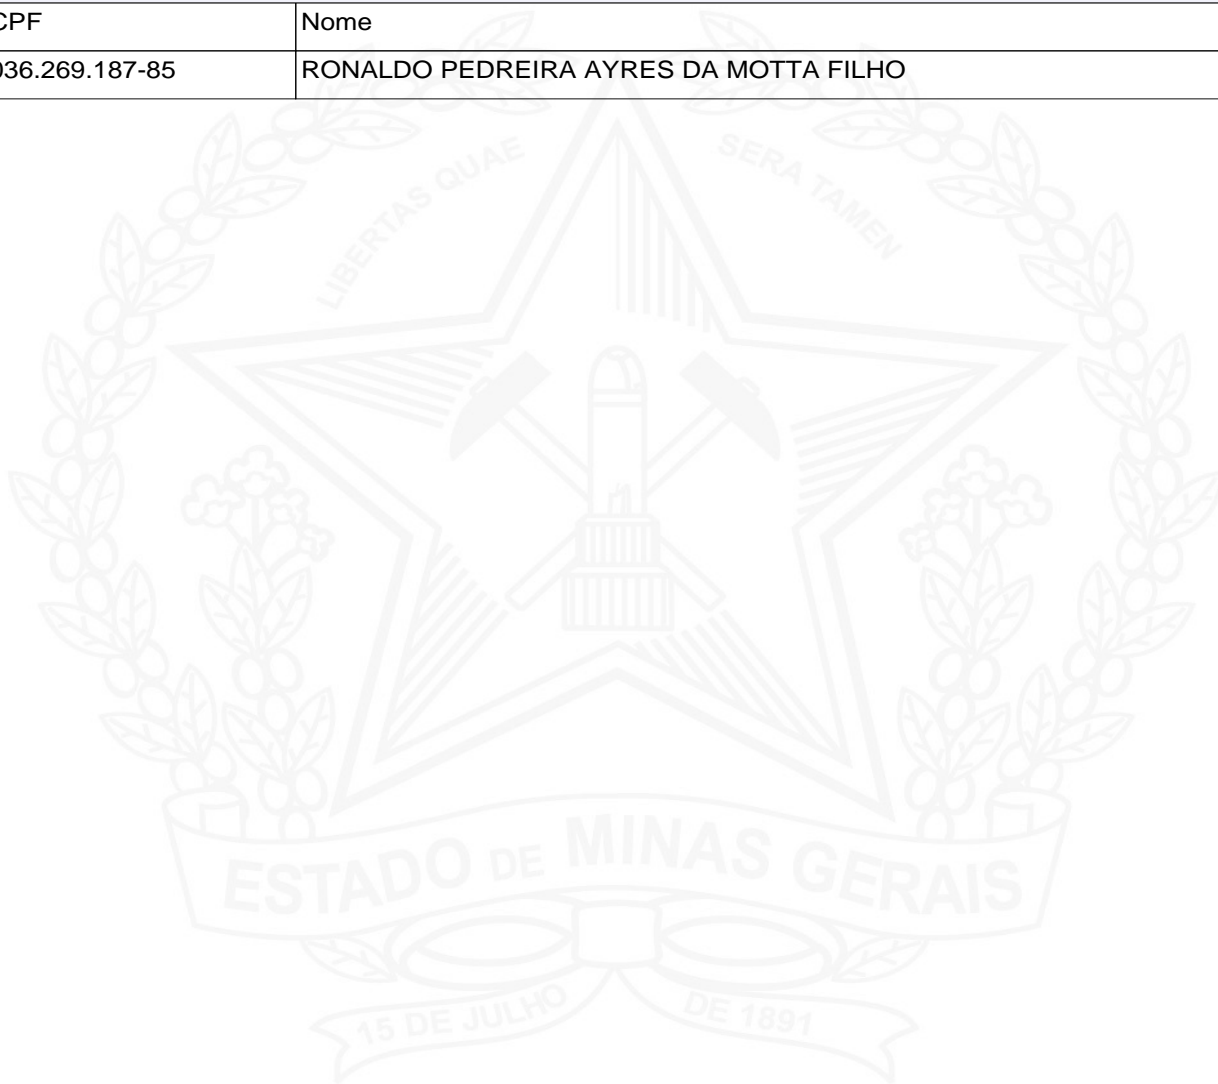 CPF Nome
036.269.187-85 RONALDO PEDREIRA AYRES DA MOTTA FILHO
LIBERTAS QUAE SERA TAMEN
ESTADO DE MINAS GERAIS
15 DE JULHO DE 1891